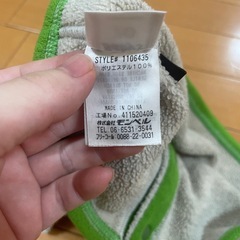 STYLE# 1106435
ポリエステル100%
MADE IN CHINA
工場No. 411520409
株式会社モンベル
TEL. 06-6531-3544
フリーコール 0088-22-0031